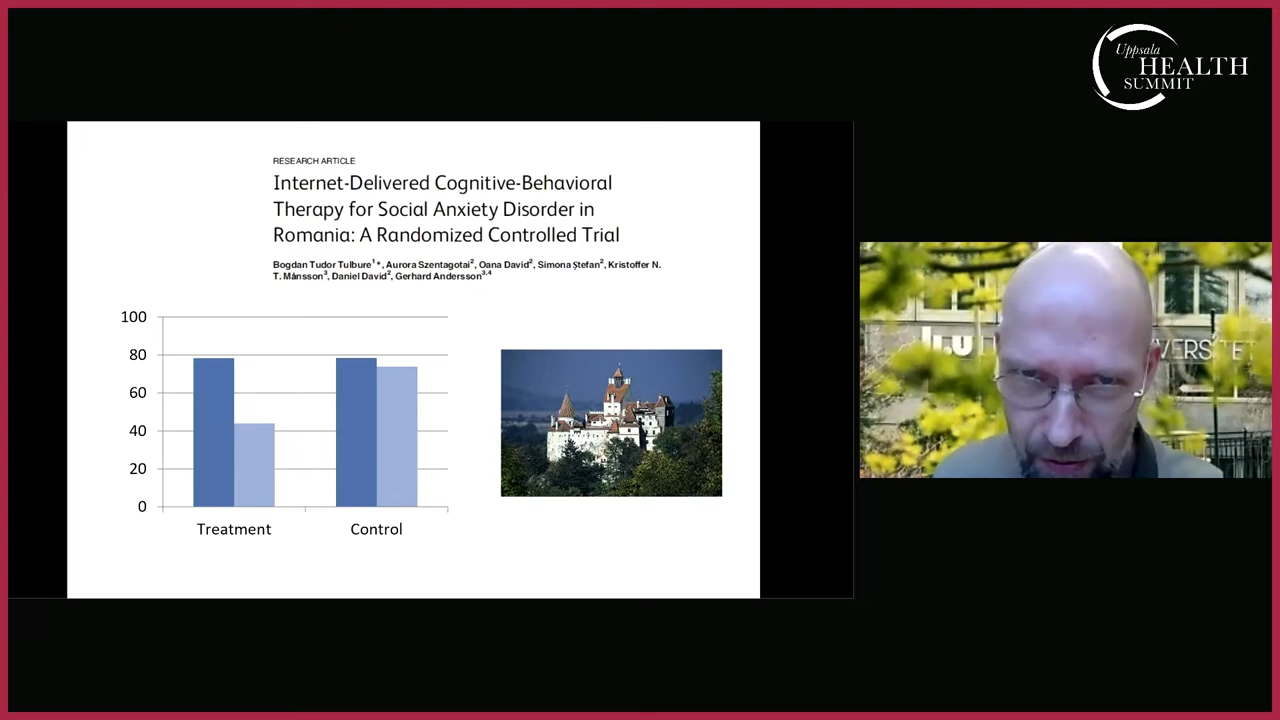 Uppsala
HEALTH
SUMMIT
RESEARCH ARTICLE
Internet-Delivered Cognitive-Behavioral
Therapy for Social Anxiety Disorder in
Romania: A Randomized Controlled Trial
Bogdan Tudor Tulbure1*, Aurora Szentagotai2, Oana David2, Simona Ștefan2, Kristoffer N.
T. Månsson3, Daniel David2, Gerhard Andersson3,4
100
80
60
40
20
0
Treatment Control